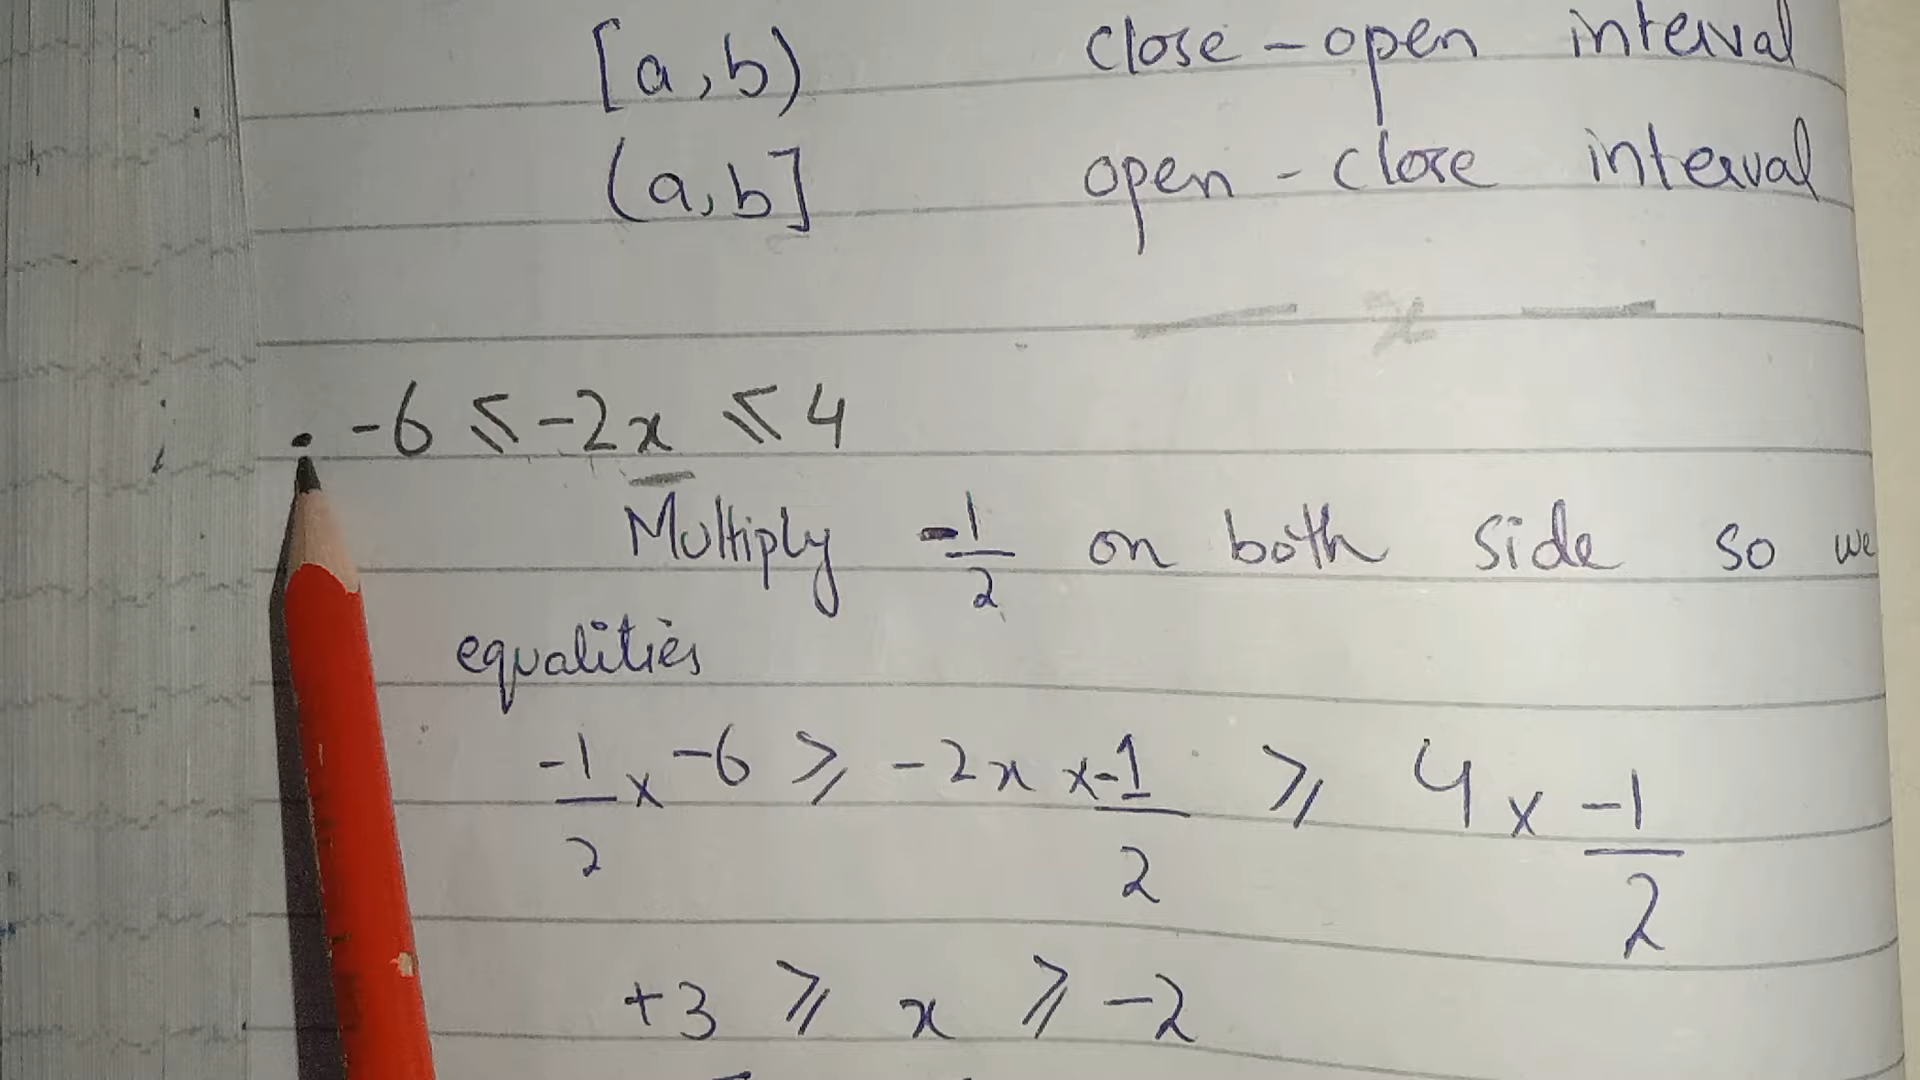 [a,b) close-open interval
(a,b] open-close interval
x
-6 ≤ -2x ≤ 4
Multiply -1/2 on both side so we
equalities
-1/2 x -6 ≥ -2x x -1/2 ≥ 4 x -1/2
+3 ≥ x ≥ -2